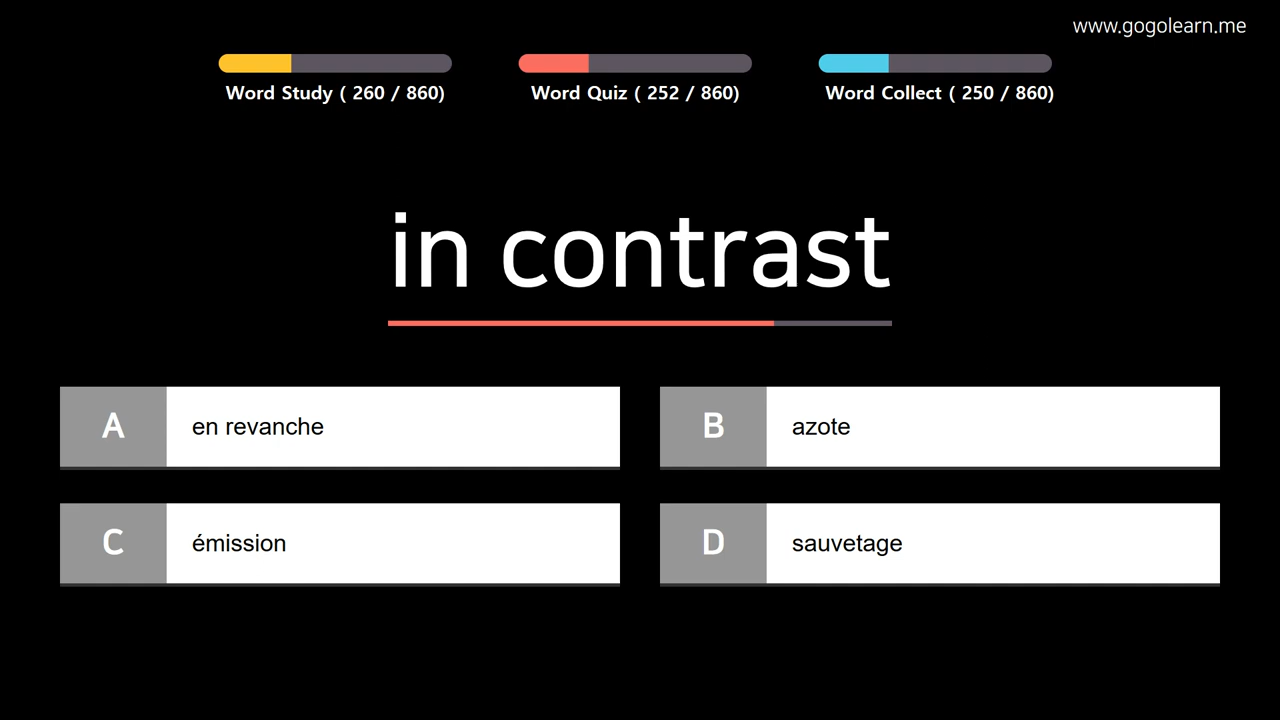 www.gogolearn.me
Word Study ( 260 / 860)
Word Quiz ( 252 / 860)
Word Collect ( 250 / 860)
in contrast
A
en revanche
B
azote
C
émission
D
sauvetage